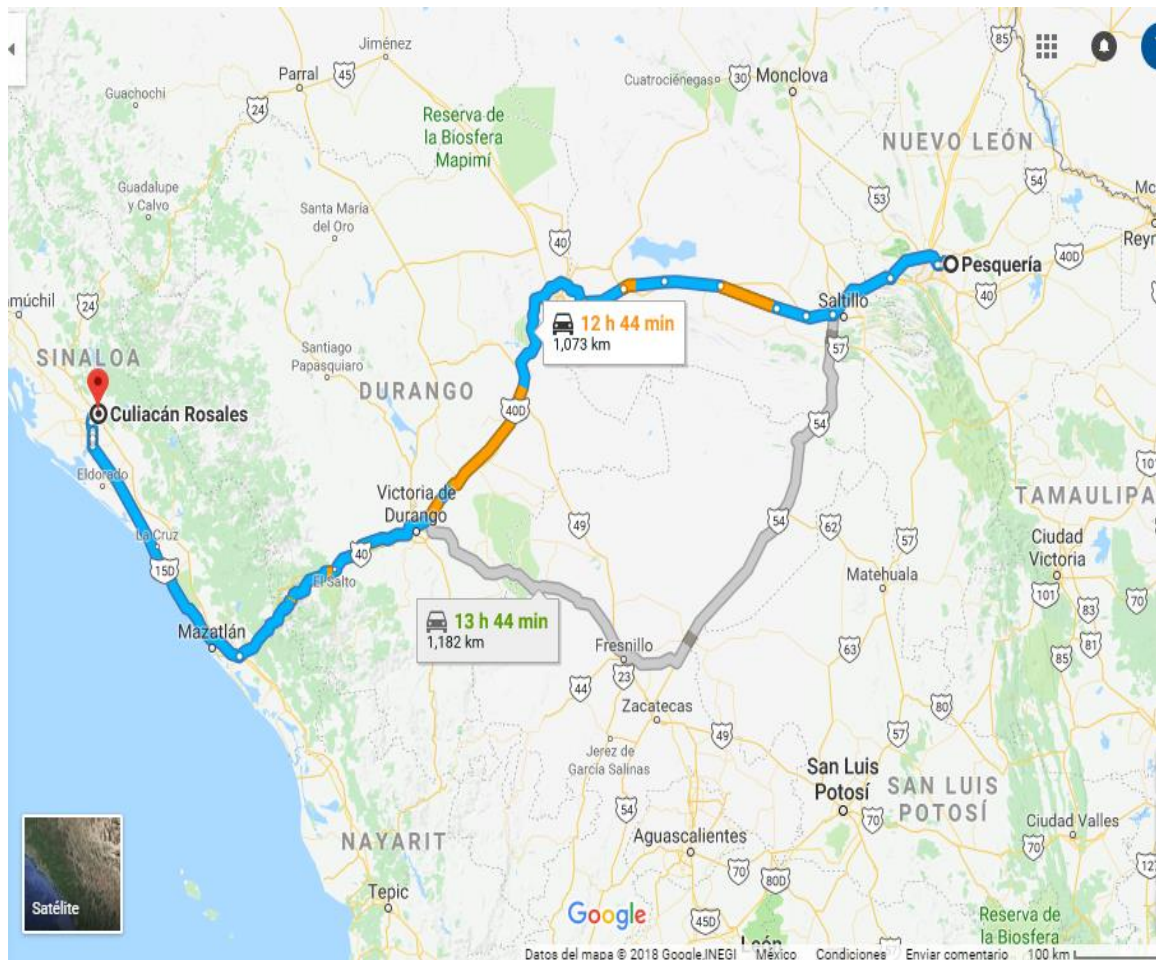 85
Jiménez
Parral
45
Cuatrociénegas
30
Monclova
Guachochi
24
Reserva de
la Biosfera
Mapimí
NUEVO LEÓN
54
Guadalupe
y Calvo
53
Santa María
del Oro
40
40D
Pesquería
24
40
Saltillo
57
12 h 44 min
1,073 km
SINALOA
Santiago
Papasquiaro
DURANGO
40D
Culiacán Rosales
54
Eldorado
TAMAULIPA
Victoria de
Durango
49
54
62
57
Ciudad
Victoria
La Cruz
40
15D
El Salto
Matehuala
101
70
83
13 h 44 min
1,182 km
Mazatlán
Fresnillo
63
85
81
23
44
80
Zacatecas
49
57
Jerez de
García Salinas
San Luis
Potosí
SAN LUIS
POTOSÍ
54
70
Ciudad Valles
NAYARIT
Aguascalientes
70
70
80D
Tepic
Satélite
Google
45D
Reserva de
la Biosfera
Datos del mapa © 2018 Google, INEGI México Condiciones Enviar comentario 100 km